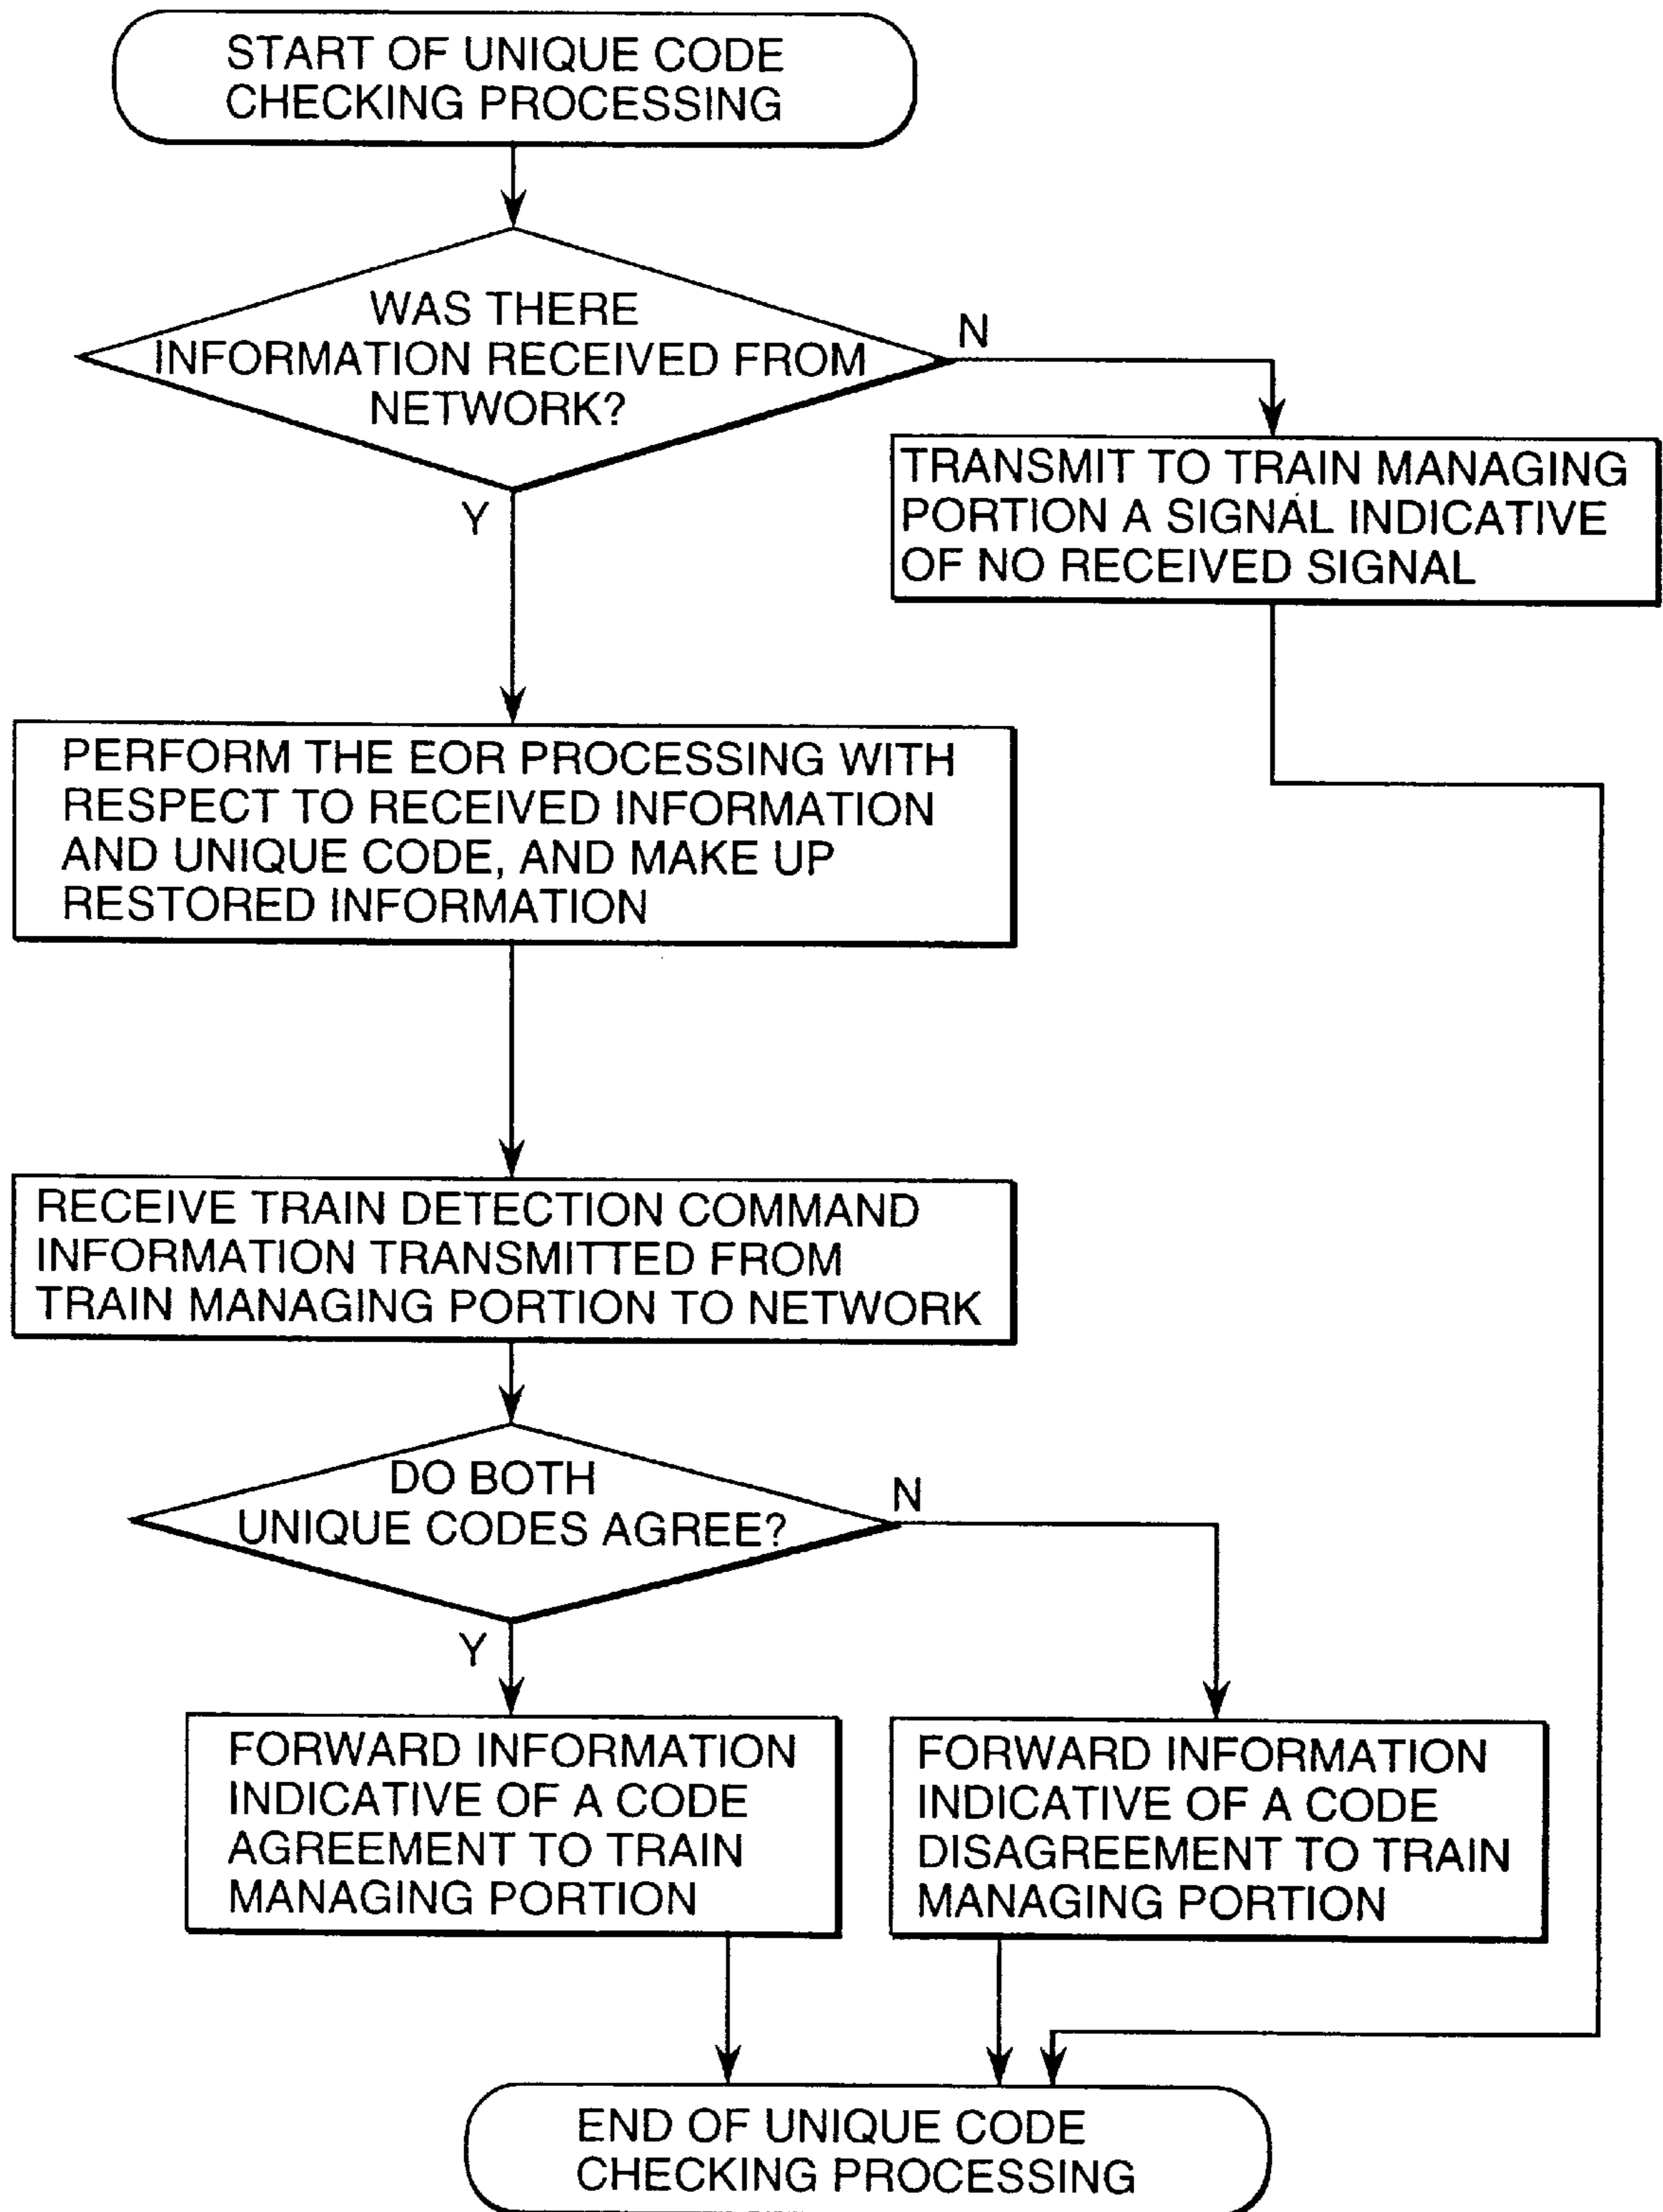 START OF UNIQUE CODE
CHECKING PROCESSING
WAS THERE
INFORMATION RECEIVED FROM
NETWORK?
N
Y
TRANSMIT TO TRAIN MANAGING
PORTION A SIGNAL INDICATIVE
OF NO RECEIVED SIGNAL
PERFORM THE EOR PROCESSING WITH
RESPECT TO RECEIVED INFORMATION
AND UNIQUE CODE, AND MAKE UP
RESTORED INFORMATION
RECEIVE TRAIN DETECTION COMMAND
INFORMATION TRANSMITTED FROM
TRAIN MANAGING PORTION TO NETWORK
DO BOTH
UNIQUE CODES AGREE?
N
Y
FORWARD INFORMATION
INDICATIVE OF A CODE
AGREEMENT TO TRAIN
MANAGING PORTION
FORWARD INFORMATION
INDICATIVE OF A CODE
DISAGREEMENT TO TRAIN
MANAGING PORTION
END OF UNIQUE CODE
CHECKING PROCESSING